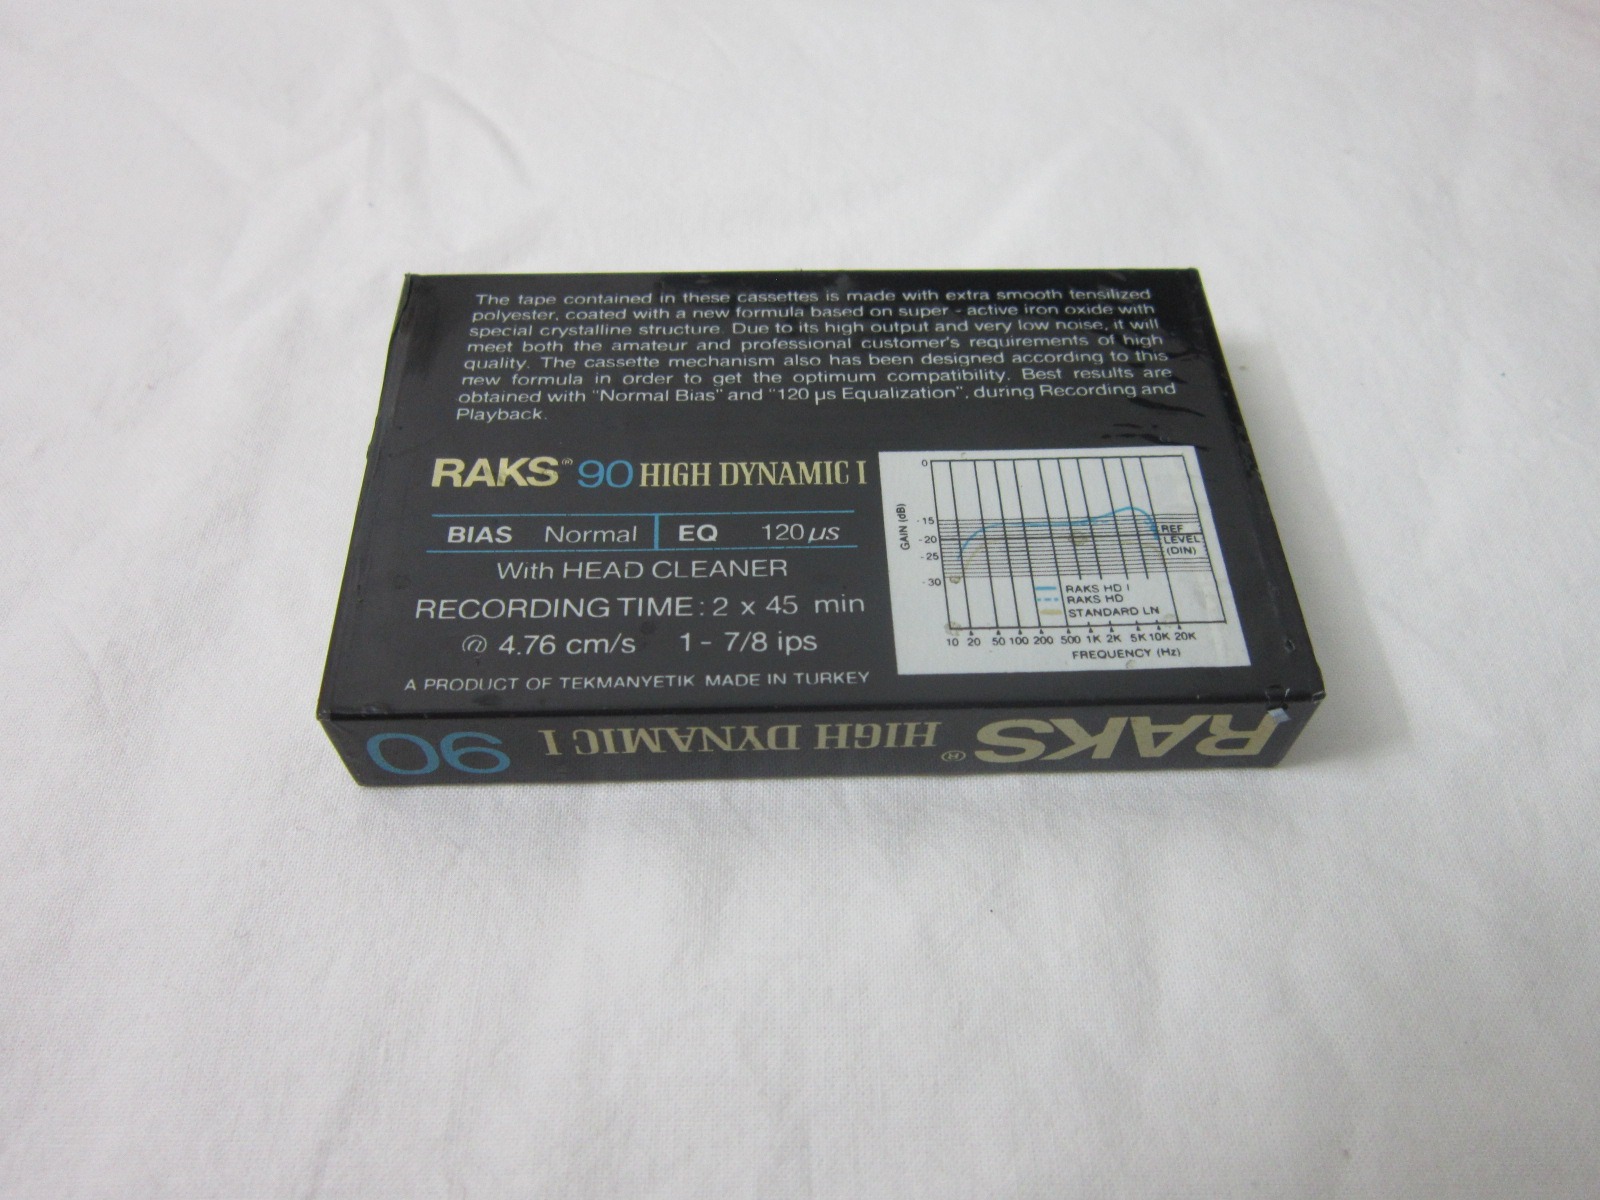 The tape contained in these cassettes is made with extra smooth tensilized
polyester, coated with a new formula based on super - active iron oxide with
special crystalline structure. Due to its high output and very low noise, it will
meet both the amateur and professional customer's requirements of high
quality. The cassette mechanism also has been designed according to this
new formula in order to get the optimum compatibility. Best results are
obtained with "Normal Bias" and "120 µs Equalization", during Recording and
Playback.
RAKS® 90 HIGH DYNAMIC I
BIAS Normal EQ 120 µs
With HEAD CLEANER
RECORDING TIME: 2 x 45 min
@ 4.76 cm/s 1 - 7/8 ips
A PRODUCT OF TEKMANYETIK MADE IN TURKEY
GAIN (dB)
0
-15
-20
-25
-30
REF
LEVEL
(DIN)
RAKS HD I
RAKS HD
STANDARD LN
10 20 50 100 200 500 1K 2K 5K 10K 20K
FREQUENCY (Hz)
RAKS® HIGH DYNAMIC I 90